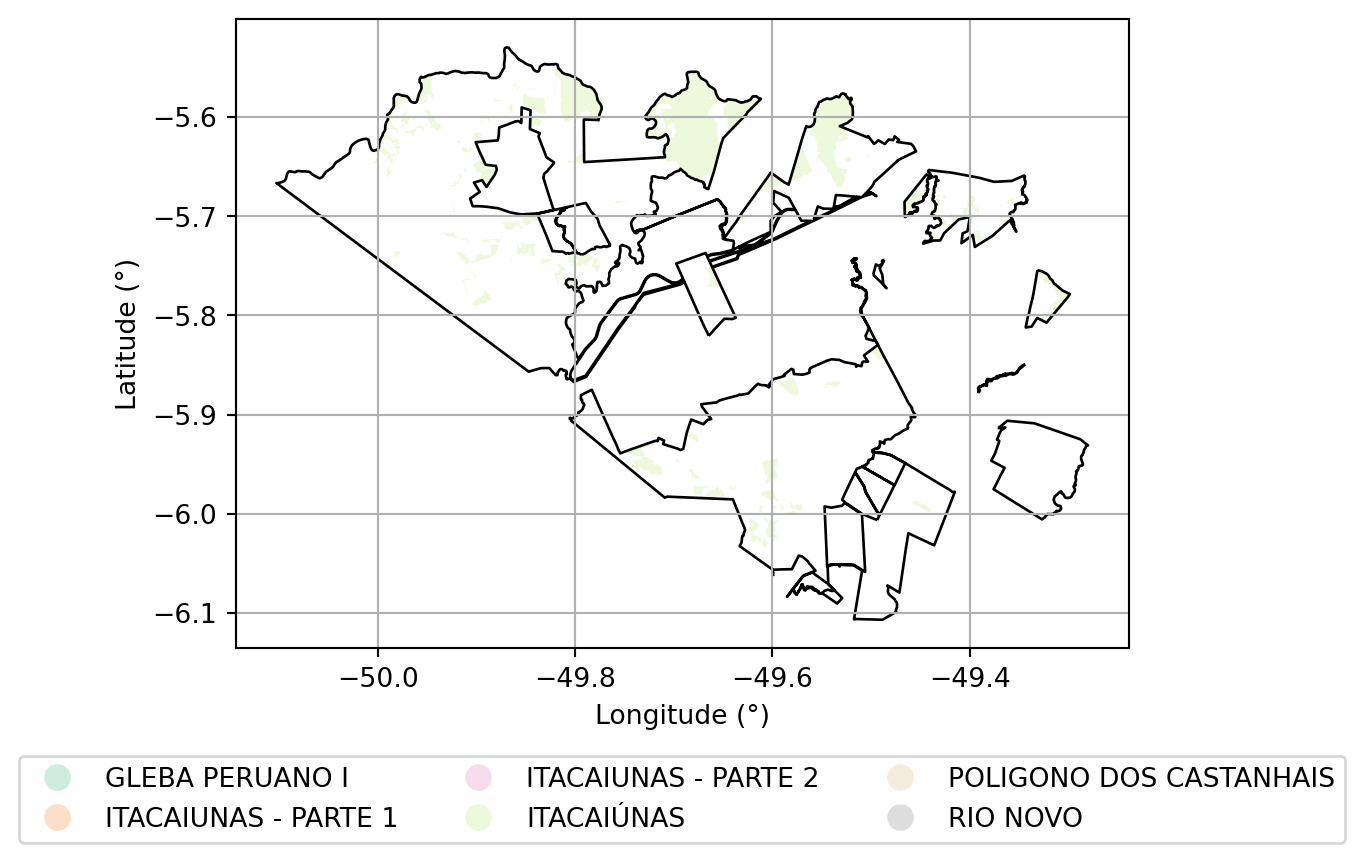 −5.6
−5.7
−5.8
−5.9
−6.0
−6.1
Latitude (°)
−50.0 −49.8 −49.6 −49.4
Longitude (°)
GLEBA PERUANO I ITACAIUNAS - PARTE 2 POLIGONO DOS CASTANHAIS
ITACAIUNAS - PARTE 1 ITACAIÚNAS RIO NOVO